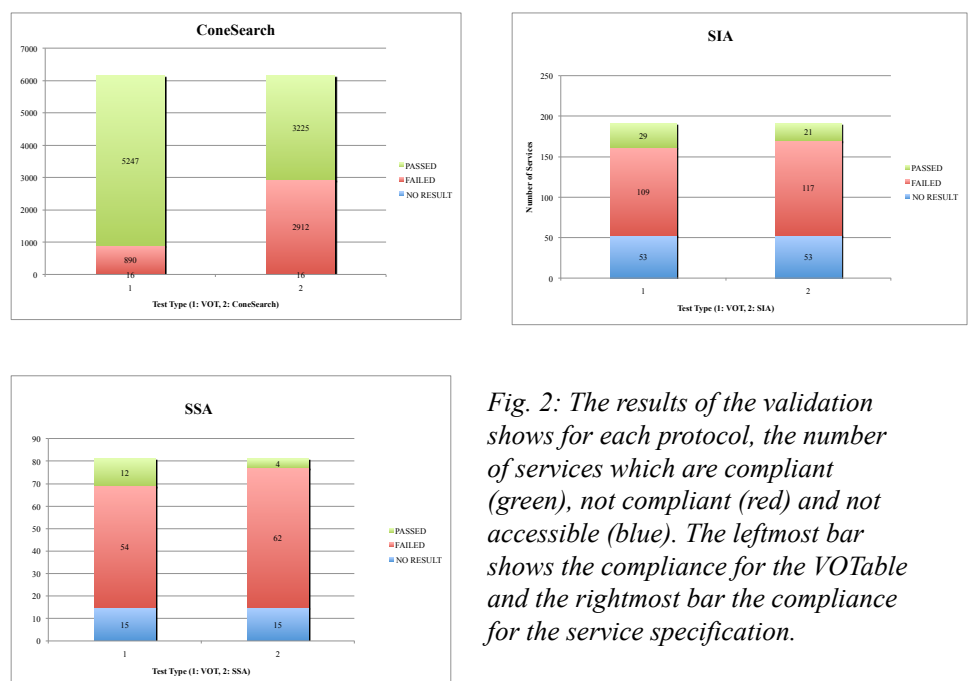 ConeSearch
7000
6000
5000
4000
3000
2000
1000
0
5247
890
16
3225
2912
16
1
2
PASSED
FAILED
NO RESULT
Test Type (1: VOT, 2: ConeSearch)
SIA
Number of Services
250
200
150
100
50
0
29
109
53
21
117
53
1
2
PASSED
FAILED
NO RESULT
Test Type (1: VOT, 2: SIA)
SSA
90
80
70
60
50
40
30
20
10
0
12
54
15
4
62
15
1
2
PASSED
FAILED
NO RESULT
Test Type (1: VOT, 2: SSA)
Fig. 2: The results of the validation
shows for each protocol, the number
of services which are compliant
(green), not compliant (red) and not
accessible (blue). The leftmost bar
shows the compliance for the VOTable
and the rightmost bar the compliance
for the service specification.